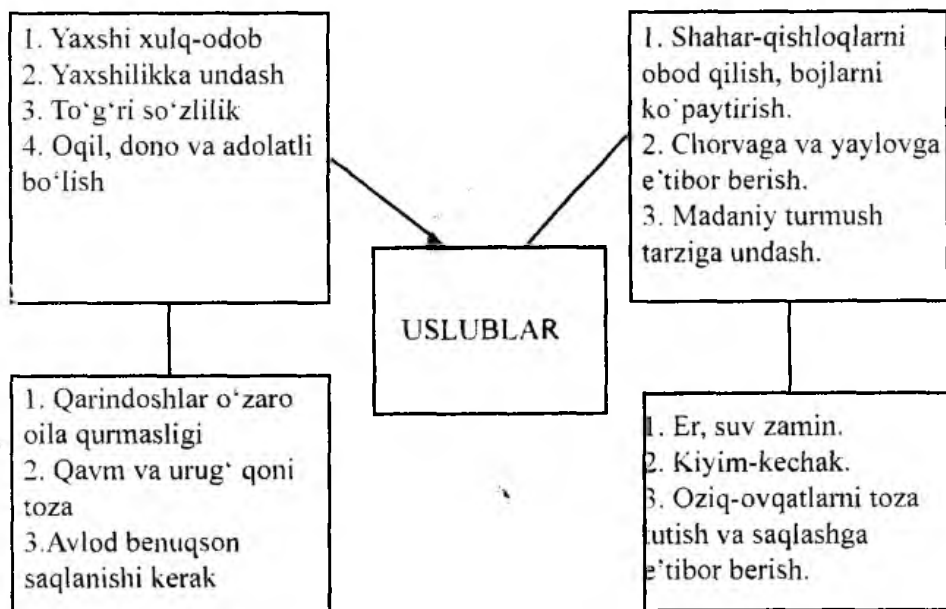 1. Yaxshi xulq-odob
2. Yaxshilikka undash
3. To‘g‘ri so‘zlilik
4. Oqil, dono va adolatli
bo‘lish
1. Shahar-qishloqlarni
obod qilish, bojlarni
ko`paytirish.
2. Chorvaga va yaylovga
e`tibor berish.
3. Madaniy turmush
tarziga undash.
USLUBLAR
1. Qarindoshlar o‘zaro
oila qurmasligi
2. Qavm va urug‘ qoni
toza
3.Avlod benuqson
saqlanishi kerak
1. Er, suv zamin.
2. Kiyim-kechak.
3. Oziq-ovqatlarni toza
tutish va saqlashga
e`tibor berish.